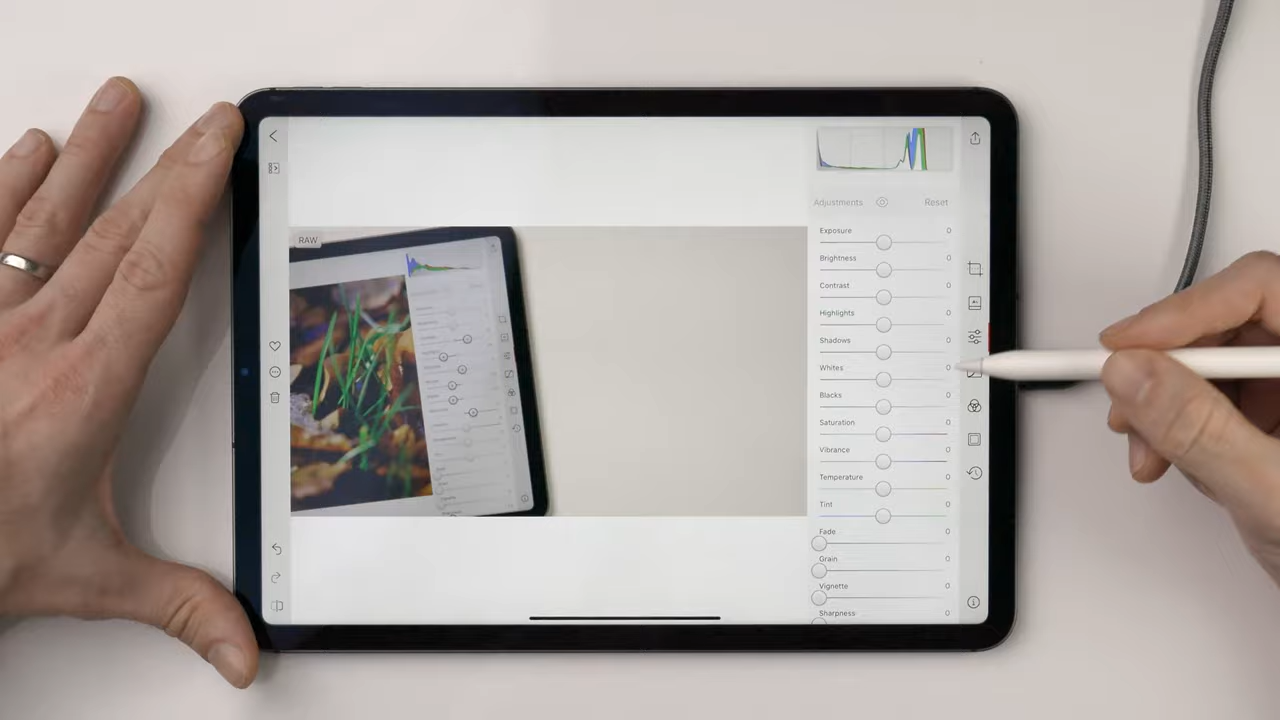 Adjustments Reset
RAW
Exposure 0
Brightness 0
Contrast 0
Highlights 0
Shadows 0
Whites 0
Blacks 0
Saturation 0
Vibrance 0
Temperature 0
Tint 0
Fade 0
Grain 0
Vignette 0
Sharpness 0